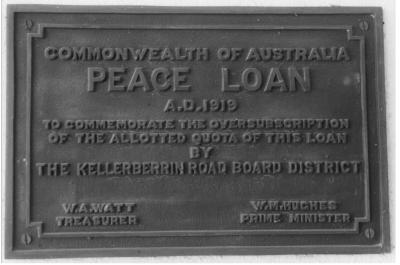 COMMONWEALTH OF AUSTRALIA
PEACE LOAN
A.D. 1919
TO COMMEMORATE THE OVERSUBSCRIPTION
OF THE ALLOTTED QUOTA OF THIS LOAN
BY
THE KELLERBERRIN ROAD BOARD DISTRICT
W.A. WATT
TREASURER
W.M. HUGHES
PRIME MINISTER